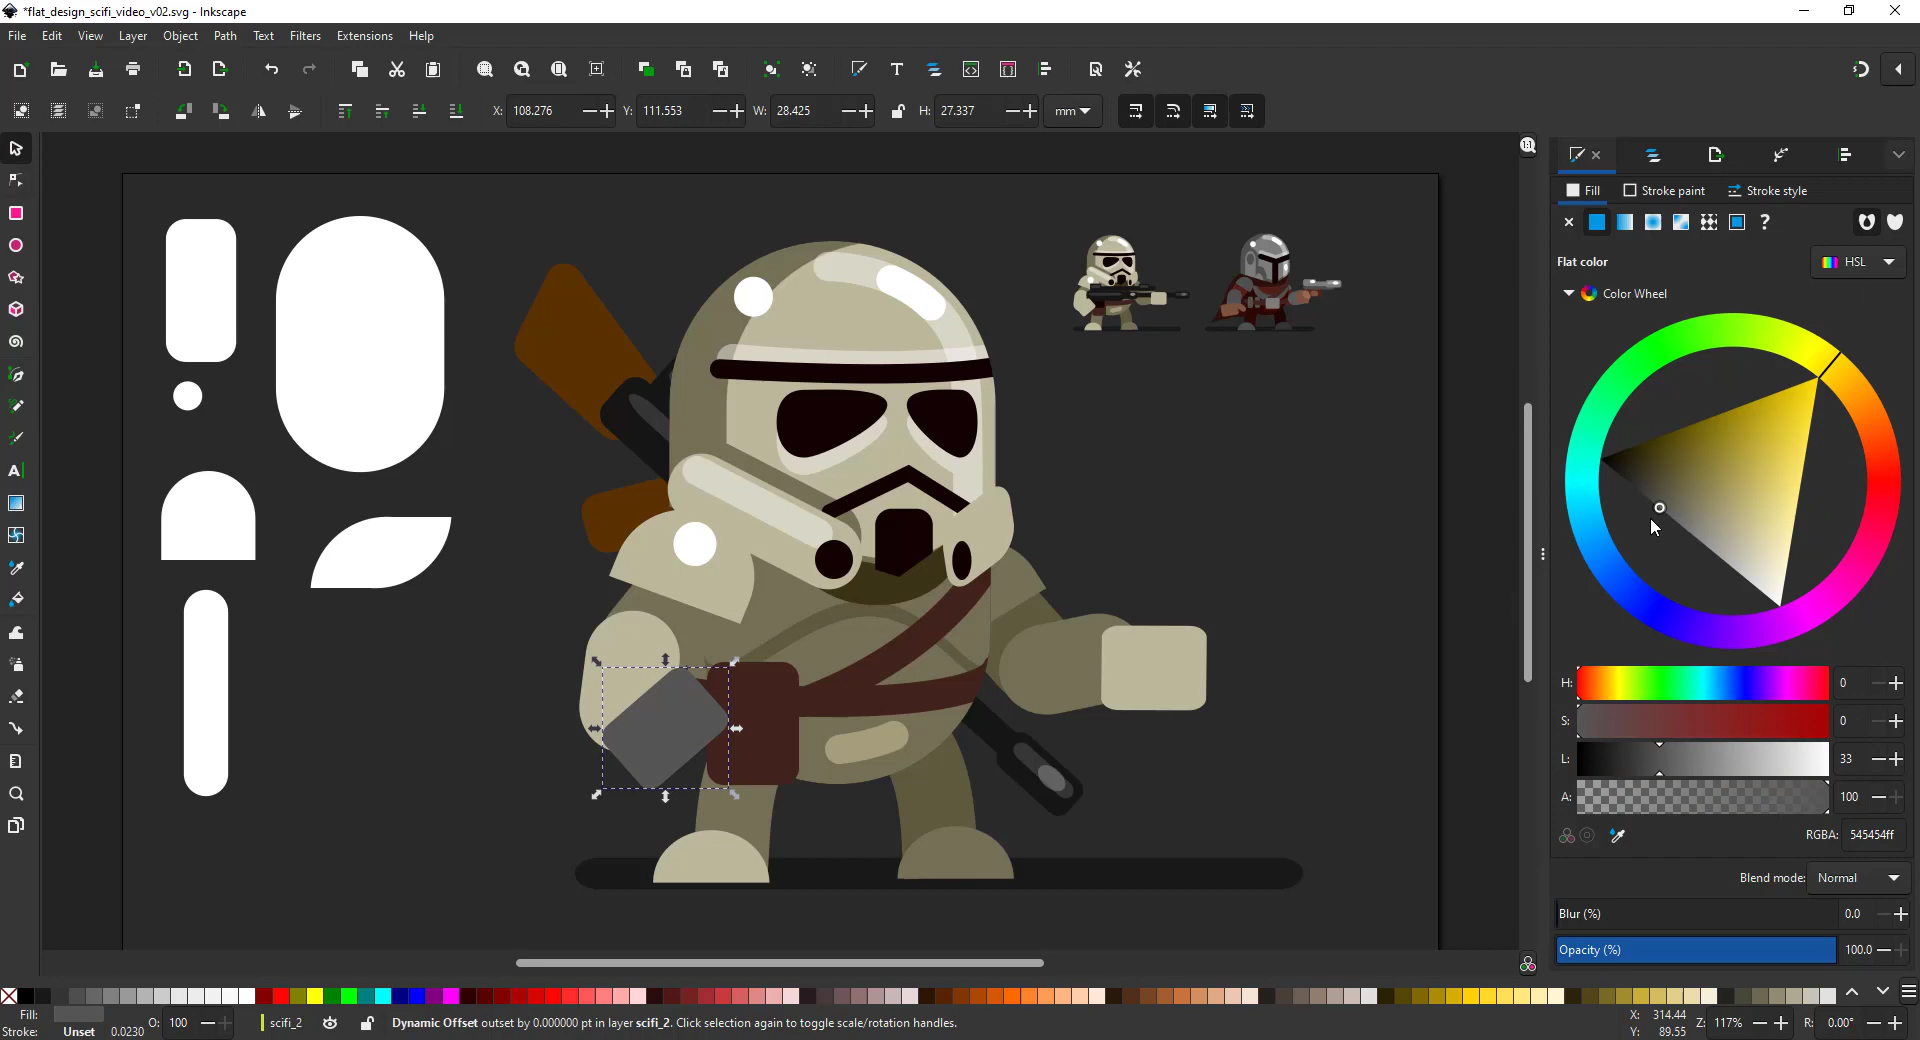 *flat_design_scifi_video_v02.svg - Inkscape
File Edit View Layer Object Path Text Filters Extensions Help
X: 108.276 Y: 111.553 W: 28.425 H: 27.337 mm
1:1
Fill Stroke paint Stroke style
?
Flat color HSL
Color Wheel
H: 0
S: 0
L: 33
A: 100
RGBA: 545454ff
Blend mode: Normal
Blur (%) 0.0
Opacity (%) 100.0
Fill: O: 100 scifi_2 Dynamic Offset outset by 0.000000 pt in layer scifi_2. Click selection again to toggle scale/rotation handles. X: 314.44 Z: 117% R: 0.00°
Stroke: Unset 0.0230 Y: 89.55